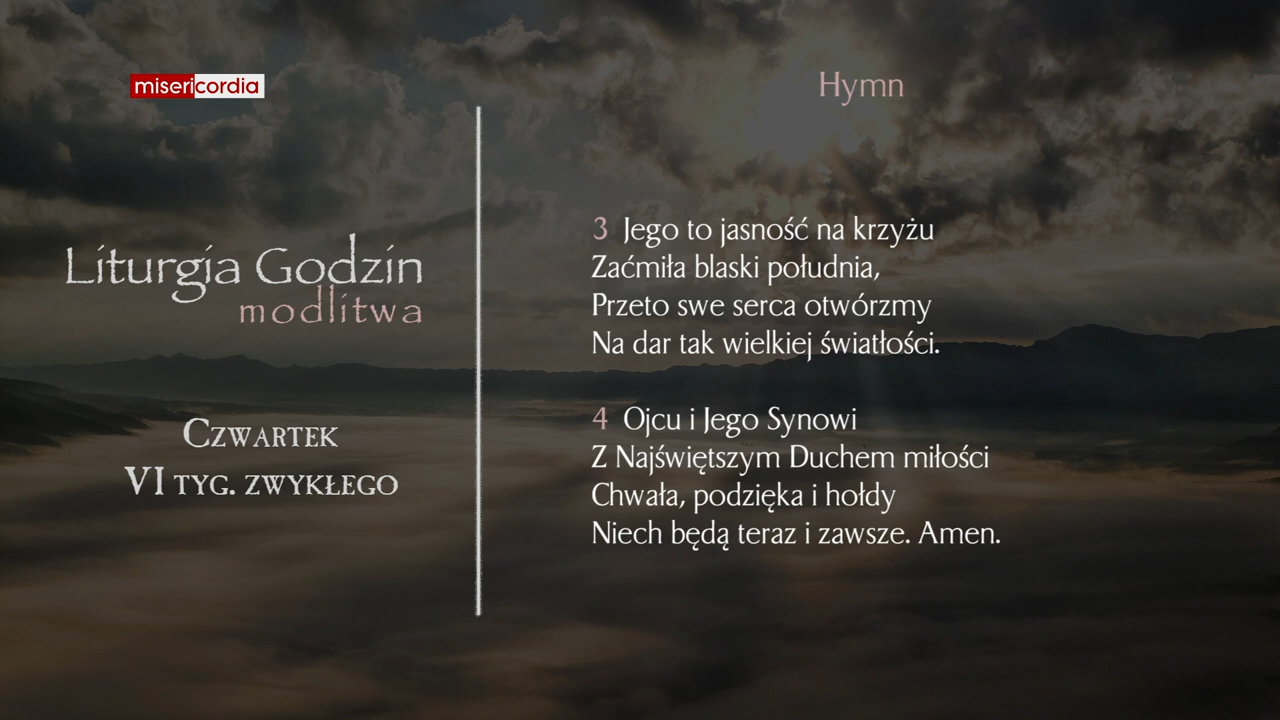 misericordia
Liturgia Godzin
modlitwa
Czwartek
VI tyg. zwykłego
Hymn
3 Jego to jasność na krzyżu
Zaćmiła blaski południa,
Przeto swe serca otwórzmy
Na dar tak wielkiej światłości.
4 Ojcu i Jego Synowi
Z Najświętszym Duchem miłości
Chwała, podzięka i hołdy
Niech będą teraz i zawsze. Amen.